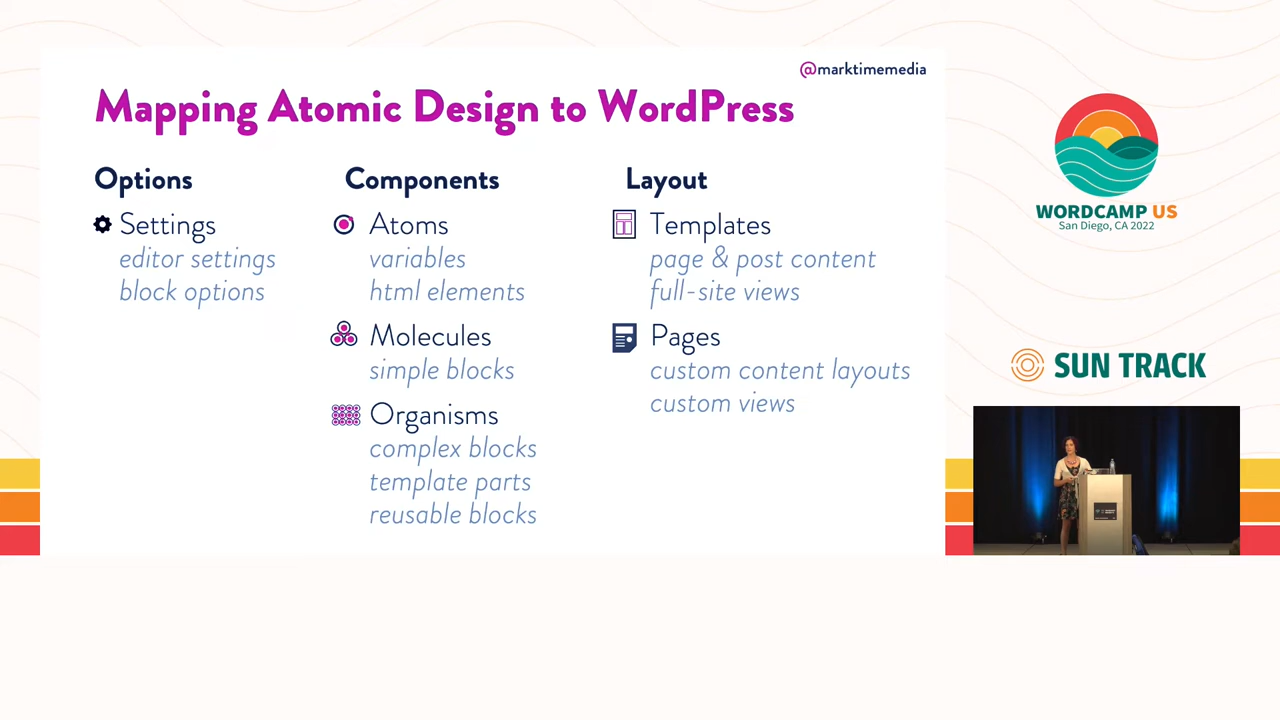 @marktimemedia
Mapping Atomic Design to WordPress
Options
Settings
editor settings
block options
Components
Atoms
variables
html elements
Molecules
simple blocks
Organisms
complex blocks
template parts
reusable blocks
Layout
Templates
page & post content
full-site views
Pages
custom content layouts
custom views
WORDCAMP US
San Diego, CA 2022
SUN TRACK